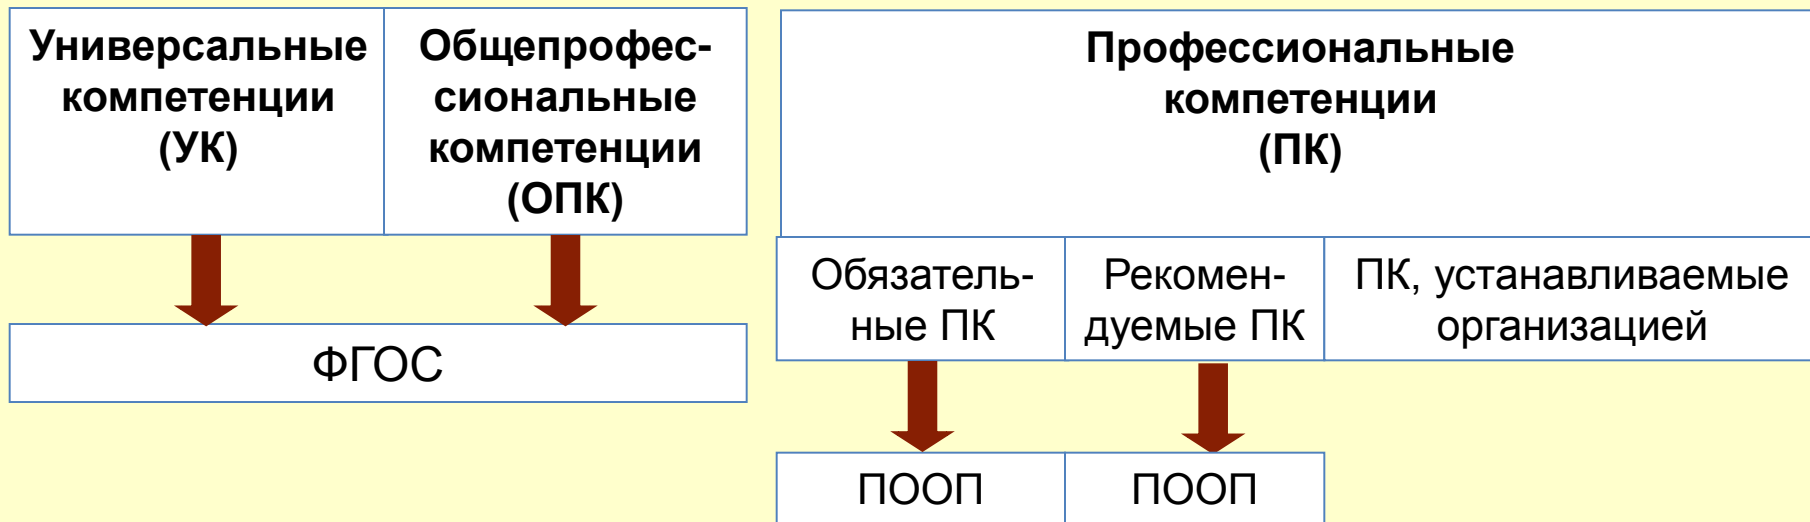 Универсальные
компетенции
(УК)
Общепрофес-
сиональные
компетенции
(ОПК)
ФГОС
Профессиональные
компетенции
(ПК)
Обязатель-
ные ПК
Рекомен-
дуемые ПК
ПК, устанавливаемые
организацией
ПООП
ПООП